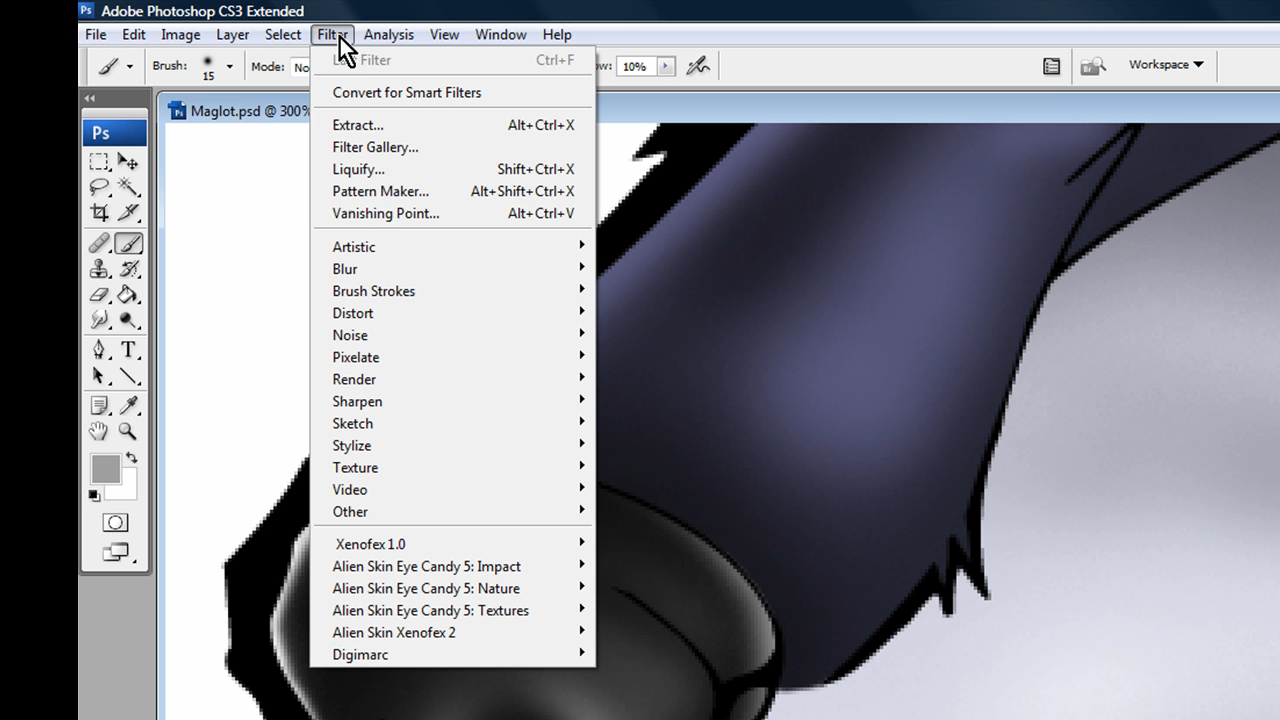 Ps Adobe Photoshop CS3 Extended
File Edit Image Layer Select Filter Analysis View Window Help
Brush: 15 Mode: No 10% Workspace
Filter Ctrl+F
Convert for Smart Filters
Ps Maglot.psd @ 300%
Extract... Alt+Ctrl+X
Ps
Filter Gallery...
Liquify... Shift+Ctrl+X
Pattern Maker... Alt+Shift+Ctrl+X
Vanishing Point... Alt+Ctrl+V
Artistic
Blur
Brush Strokes
Distort
Noise
Pixelate
Render
Sharpen
Sketch
Stylize
Texture
Video
Other
Xenofex 1.0
Alien Skin Eye Candy 5: Impact
Alien Skin Eye Candy 5: Nature
Alien Skin Eye Candy 5: Textures
Alien Skin Xenofex 2
Digimarc